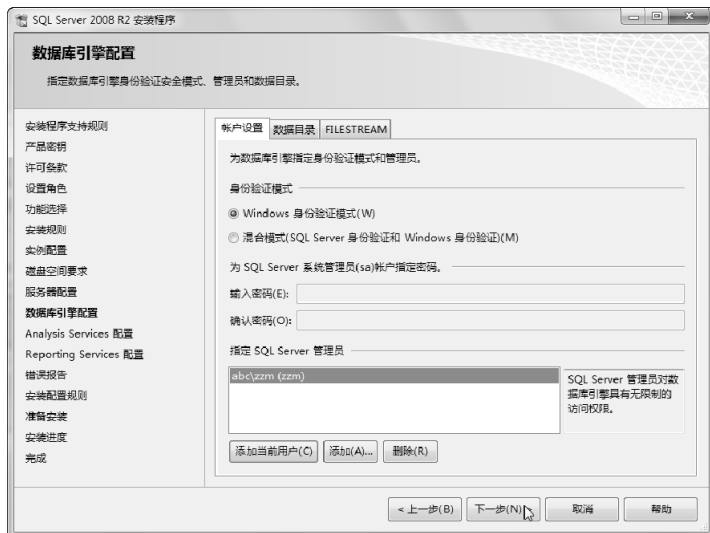 SQL Server 2008 R2 安装程序
数据库引擎配置
指定数据库引擎身份验证安全模式、管理员和数据目录。
安装程序支持规则
产品密钥
许可条款
设置角色
功能选择
安装规则
实例配置
磁盘空间要求
服务器配置
数据库引擎配置
Analysis Services 配置
Reporting Services 配置
错误报告
安装配置规则
准备安装
安装进度
完成
帐户设置 数据目录 FILESTREAM
为数据库引擎指定身份验证模式和管理员。
身份验证模式
Windows 身份验证模式(W)
混合模式(SQL Server 身份验证和 Windows 身份验证)(M)
为 SQL Server 系统管理员(sa)帐户指定密码。
输入密码(E):
确认密码(O):
指定 SQL Server 管理员
abc\zzm (zzm)
SQL Server 管理员对数
据库引擎具有无限制的
访问权限。
添加当前用户(C) 添加(A)... 删除(R)
< 上一步(B) 下一步(N) 取消 帮助